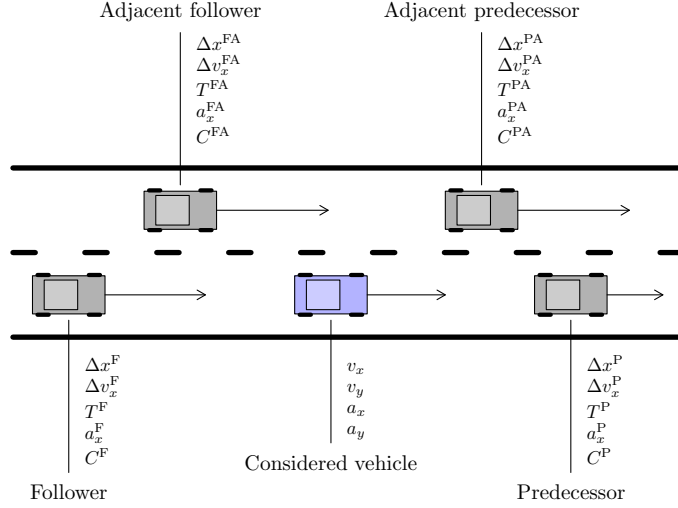 Adjacent follower
Δx^FA
Δv_x^FA
T^FA
a_x^FA
C^FA
Adjacent predecessor
Δx^PA
Δv_x^PA
T^PA
a_x^PA
C^PA
Δx^F
Δv_x^F
T^F
a_x^F
C^F
Follower
v_x
v_y
a_x
a_y
Considered vehicle
Δx^P
Δv_x^P
T^P
a_x^P
C^P
Predecessor